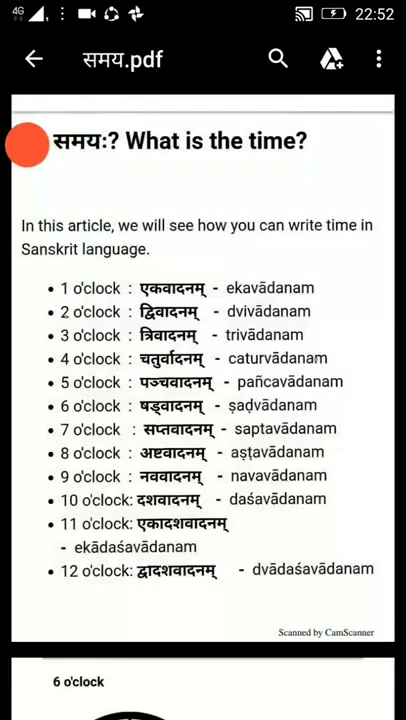 4G 22:52
समय.pdf
समयः? What is the time?
In this article, we will see how you can write time in
Sanskrit language.
• 1 o'clock : एकवादनम् - ekavādanam
• 2 o'clock : द्विवादनम् - dvivādanam
• 3 o'clock : त्रिवादनम् - trivādanam
• 4 o'clock : चतुर्वादनम् - caturvādanam
• 5 o'clock : पञ्चवादनम् - pañcavādanam
• 6 o'clock : षड्वादनम् - ṣaḍvādanam
• 7 o'clock : सप्तवादनम् - saptavādanam
• 8 o'clock : अष्टवादनम् - aṣṭavādanam
• 9 o'clock : नववादनम् - navavādanam
• 10 o'clock: दशवादनम् - daśavādanam
• 11 o'clock: एकादशवादनम्
- ekādaśavādanam
• 12 o'clock: द्वादशवादनम् - dvādaśavādanam
Scanned by CamScanner
6 o'clock